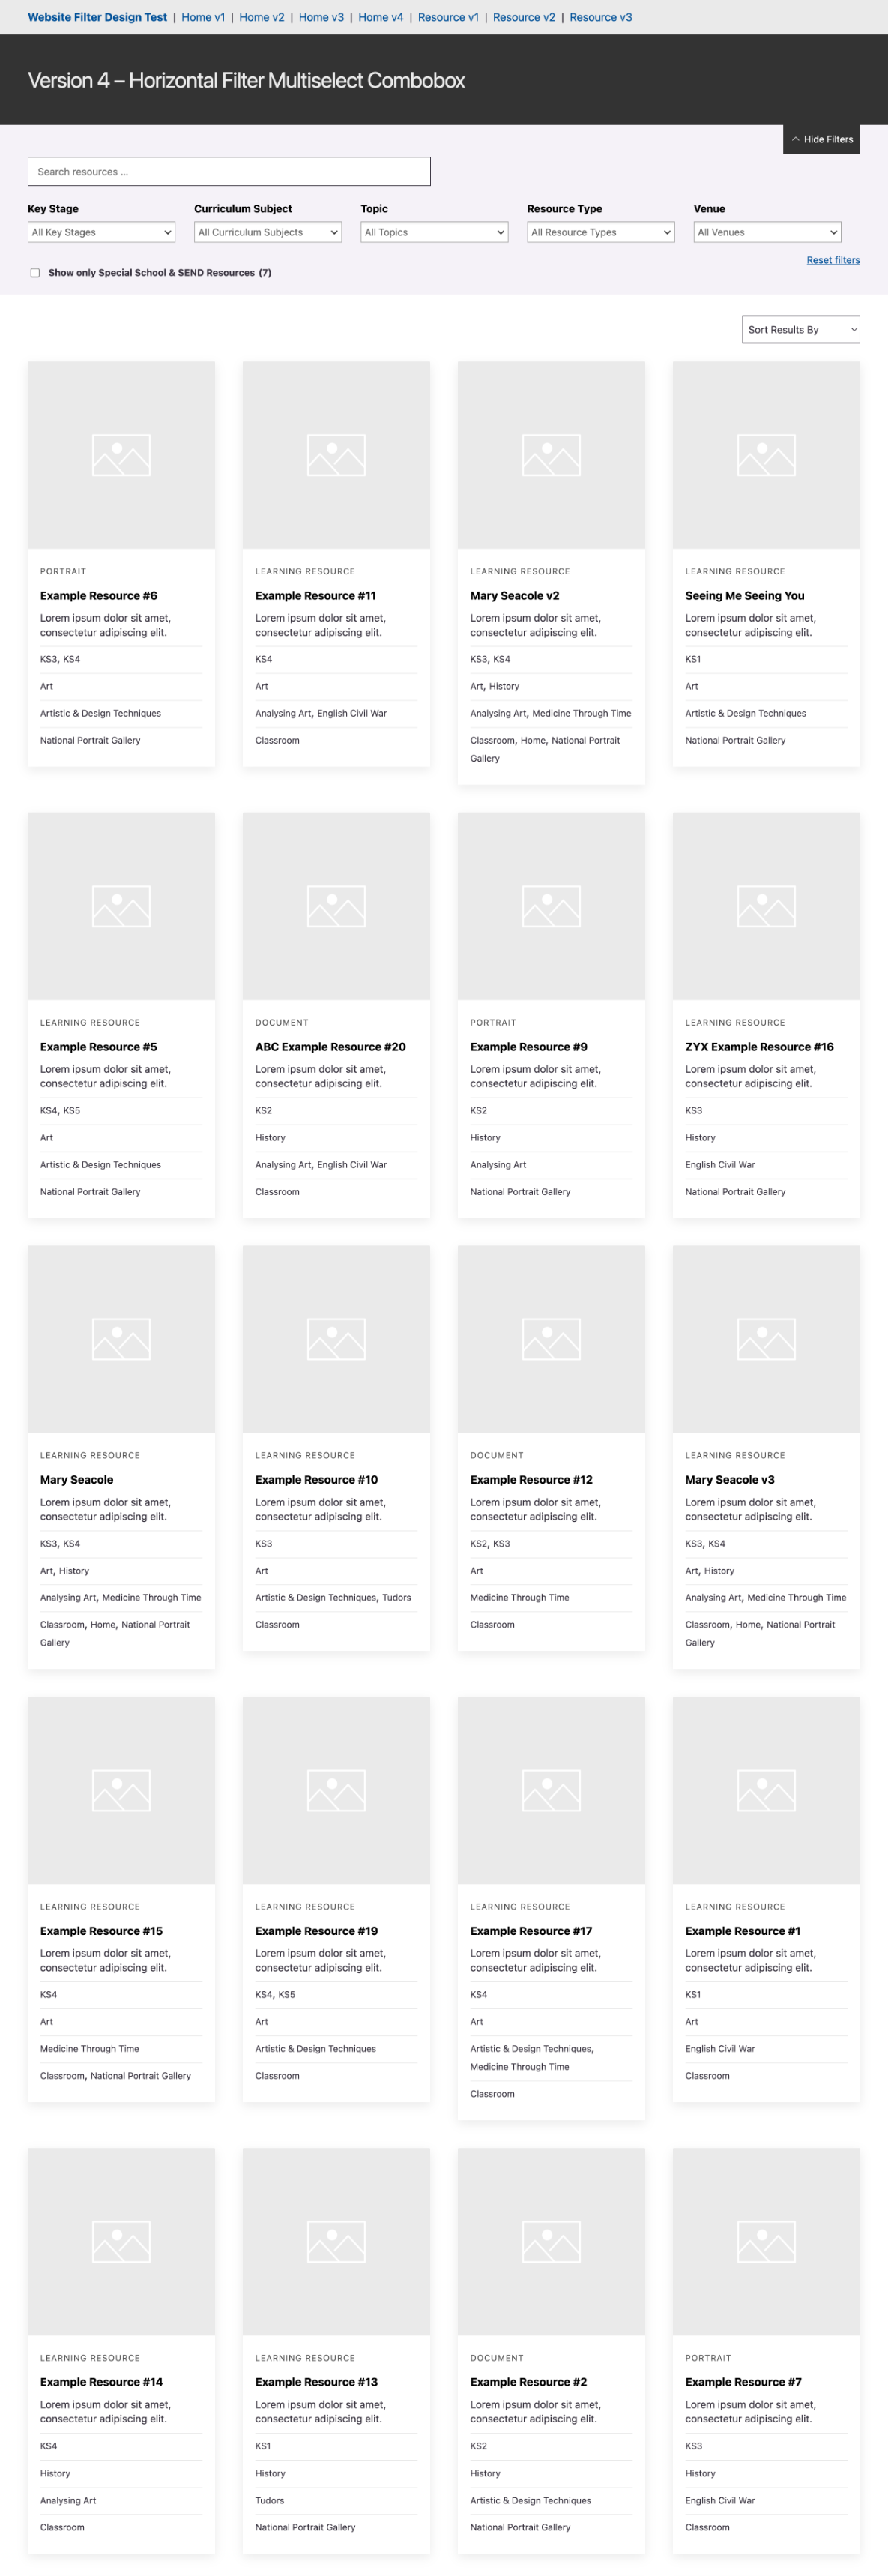 Website Filter Design Test | Home v1 | Home v2 | Home v3 | Home v4 | Resource v1 | Resource v2 | Resource v3
Version 4 – Horizontal Filter Multiselect Combobox
Hide Filters
Search resources ...
Key Stage
All Key Stages
Curriculum Subject
All Curriculum Subjects
Topic
All Topics
Resource Type
All Resource Types
Venue
All Venues
Reset filters
Show only Special School & SEND Resources (7)
Sort Results By
PORTRAIT
Example Resource #6
Lorem ipsum dolor sit amet,
consectetur adipiscing elit.
KS3, KS4
Art
Artistic & Design Techniques
National Portrait Gallery
LEARNING RESOURCE
Example Resource #11
Lorem ipsum dolor sit amet,
consectetur adipiscing elit.
KS4
Art
Analysing Art, English Civil War
Classroom
LEARNING RESOURCE
Mary Seacole v2
Lorem ipsum dolor sit amet,
consectetur adipiscing elit.
KS3, KS4
Art, History
Analysing Art, Medicine Through Time
Classroom, Home, National Portrait
Gallery
LEARNING RESOURCE
Seeing Me Seeing You
Lorem ipsum dolor sit amet,
consectetur adipiscing elit.
KS1
Art
Artistic & Design Techniques
National Portrait Gallery
LEARNING RESOURCE
Example Resource #5
Lorem ipsum dolor sit amet,
consectetur adipiscing elit.
KS4, KS5
Art
Artistic & Design Techniques
National Portrait Gallery
DOCUMENT
ABC Example Resource #20
Lorem ipsum dolor sit amet,
consectetur adipiscing elit.
KS2
History
Analysing Art, English Civil War
Classroom
PORTRAIT
Example Resource #9
Lorem ipsum dolor sit amet,
consectetur adipiscing elit.
KS2
History
Analysing Art
National Portrait Gallery
LEARNING RESOURCE
ZYX Example Resource #16
Lorem ipsum dolor sit amet,
consectetur adipiscing elit.
KS3
History
English Civil War
National Portrait Gallery
LEARNING RESOURCE
Mary Seacole
Lorem ipsum dolor sit amet,
consectetur adipiscing elit.
KS3, KS4
Art, History
Analysing Art, Medicine Through Time
Classroom, Home, National Portrait
Gallery
LEARNING RESOURCE
Example Resource #10
Lorem ipsum dolor sit amet,
consectetur adipiscing elit.
KS3
Art
Artistic & Design Techniques, Tudors
Classroom
DOCUMENT
Example Resource #12
Lorem ipsum dolor sit amet,
consectetur adipiscing elit.
KS2, KS3
Art
Medicine Through Time
Classroom
LEARNING RESOURCE
Mary Seacole v3
Lorem ipsum dolor sit amet,
consectetur adipiscing elit.
KS3, KS4
Art, History
Analysing Art, Medicine Through Time
Classroom, Home, National Portrait
Gallery
LEARNING RESOURCE
Example Resource #15
Lorem ipsum dolor sit amet,
consectetur adipiscing elit.
KS4
Art
Medicine Through Time
Classroom, National Portrait Gallery
LEARNING RESOURCE
Example Resource #19
Lorem ipsum dolor sit amet,
consectetur adipiscing elit.
KS4, KS5
Art
Artistic & Design Techniques
Classroom
LEARNING RESOURCE
Example Resource #17
Lorem ipsum dolor sit amet,
consectetur adipiscing elit.
KS4
Art
Artistic & Design Techniques,
Medicine Through Time
Classroom
LEARNING RESOURCE
Example Resource #1
Lorem ipsum dolor sit amet,
consectetur adipiscing elit.
KS1
Art
English Civil War
Classroom
LEARNING RESOURCE
Example Resource #14
Lorem ipsum dolor sit amet,
consectetur adipiscing elit.
KS4
History
Analysing Art
Classroom
LEARNING RESOURCE
Example Resource #13
Lorem ipsum dolor sit amet,
consectetur adipiscing elit.
KS1
History
Tudors
National Portrait Gallery
DOCUMENT
Example Resource #2
Lorem ipsum dolor sit amet,
consectetur adipiscing elit.
KS2
History
Artistic & Design Techniques
National Portrait Gallery
PORTRAIT
Example Resource #7
Lorem ipsum dolor sit amet,
consectetur adipiscing elit.
KS3
History
English Civil War
Classroom